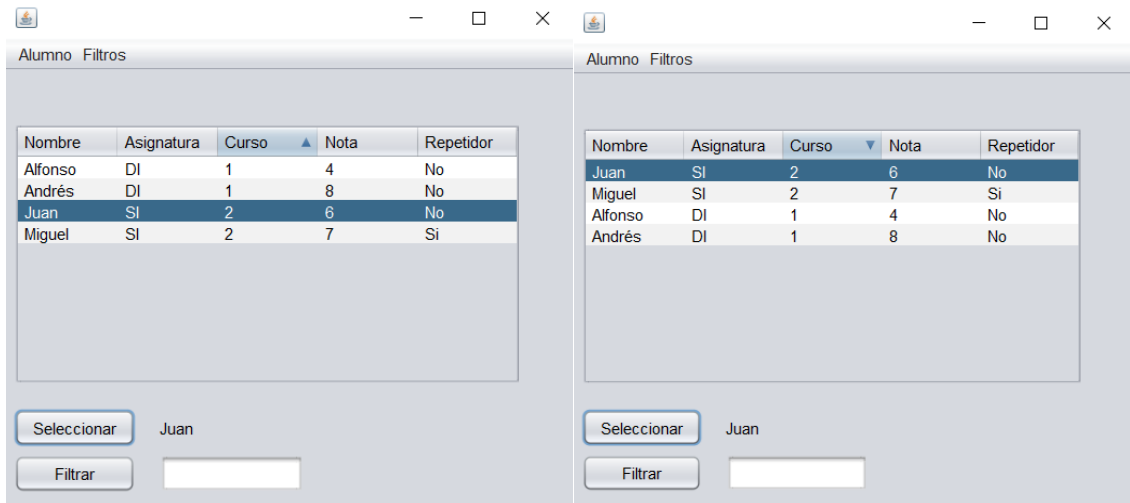 Alumno Filtros
Nombre Asignatura Curso Nota Repetidor
Alfonso DI 1 4 No
Andrés DI 1 8 No
Juan SI 2 6 No
Miguel SI 2 7 Si
Seleccionar Juan
Filtrar
Alumno Filtros
Nombre Asignatura Curso Nota Repetidor
Juan SI 2 6 No
Miguel SI 2 7 Si
Alfonso DI 1 4 No
Andrés DI 1 8 No
Seleccionar Juan
Filtrar